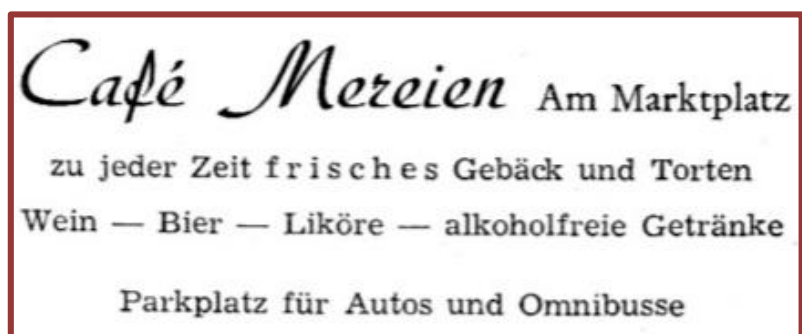 Café Mereien Am Marktplatz
zu jeder Zeit frisches Gebäck und Torten
Wein — Bier — Liköre — alkoholfreie Getränke
Parkplatz für Autos und Omnibusse